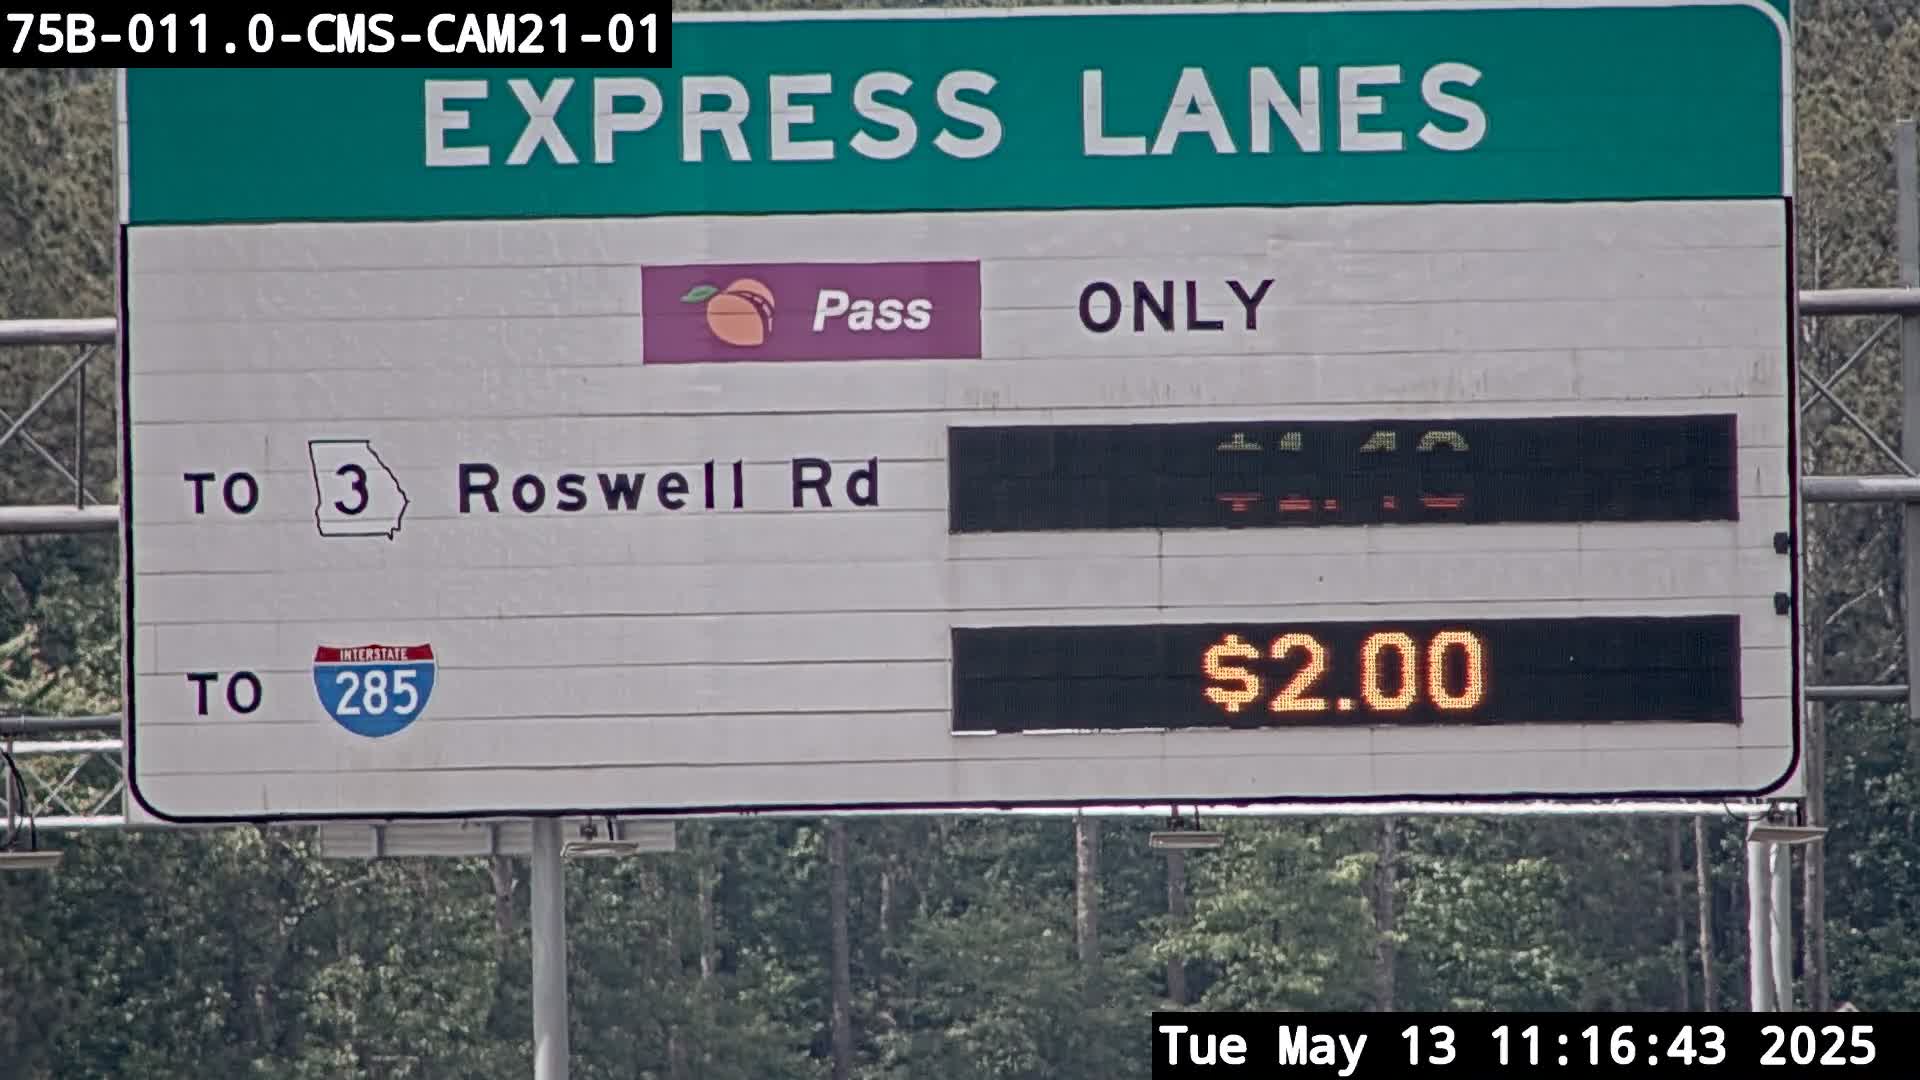 75B-011.0-CMS-CAM21-01
EXPRESS LANES
Pass ONLY
TO 3 Roswell Rd
TO INTERSTATE 285 $2.00
Tue May 13 11:16:43 2025